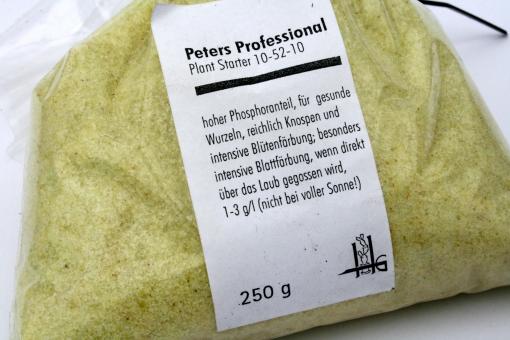 Peters Professional
Plant Starter 10-52-10
hoher Phosphoranteil, für gesunde
Wurzeln, reichlich Knospen und
intensive Blütenfärbung; besonders
intensive Blattfärbung, wenn direkt
über das Laub gegossen wird,
1-3 g/l (nicht bei voller Sonne!)
250 g